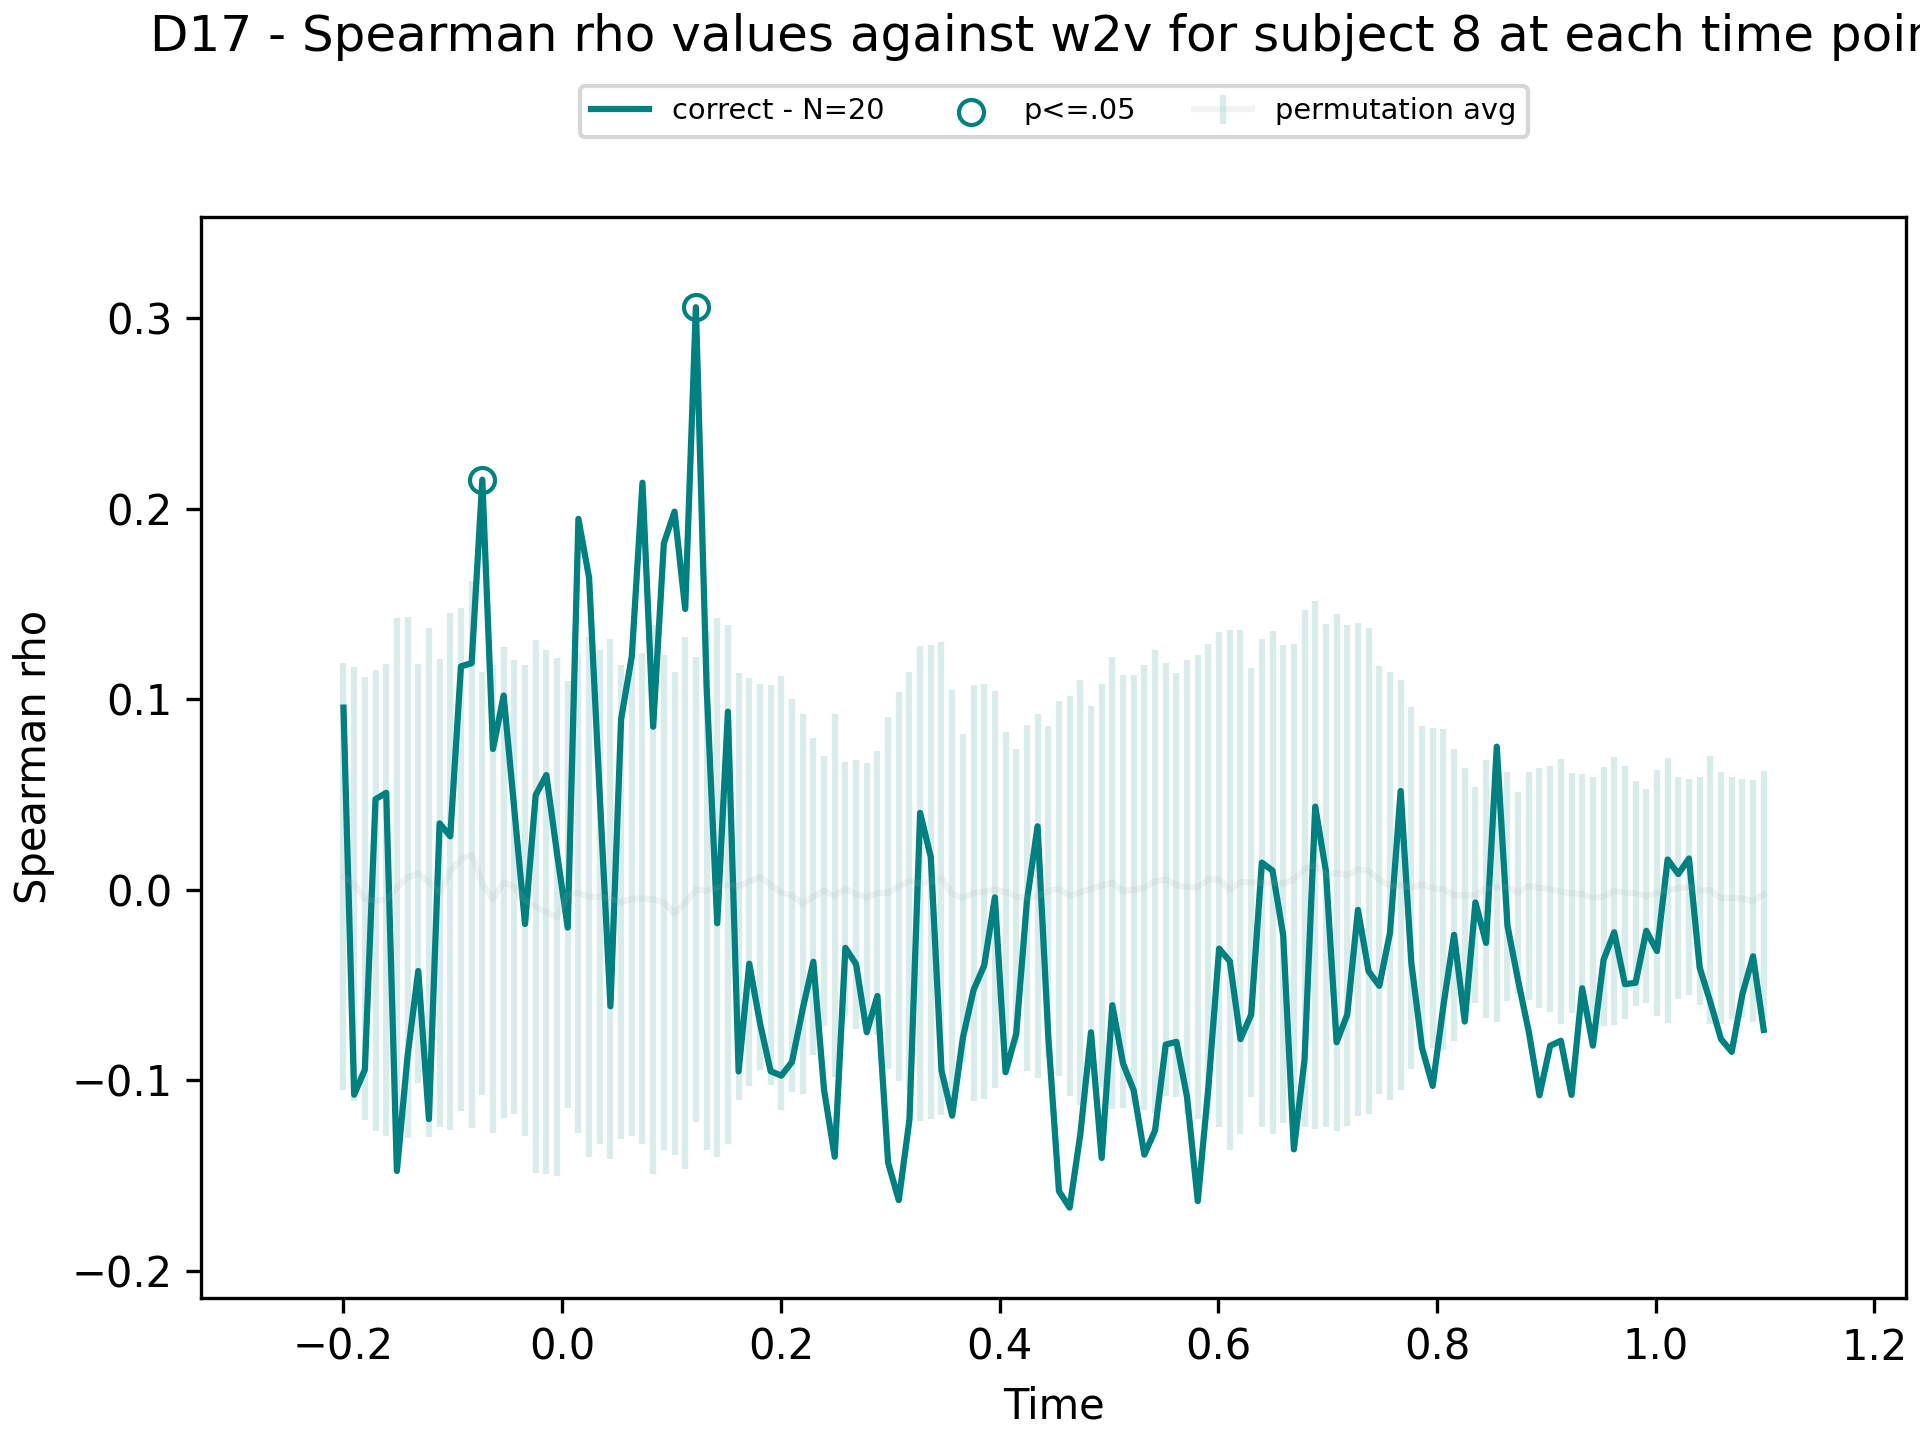 D17 - Spearman rho values against w2v for subject 8 at each time
correct - N=20 p<=.05 permutation avg
Spearman rho
0.3
0.2
0.1
0.0
−0.1
−0.2
−0.2 0.0 0.2 0.4 0.6 0.8 1.0 1.2
Time